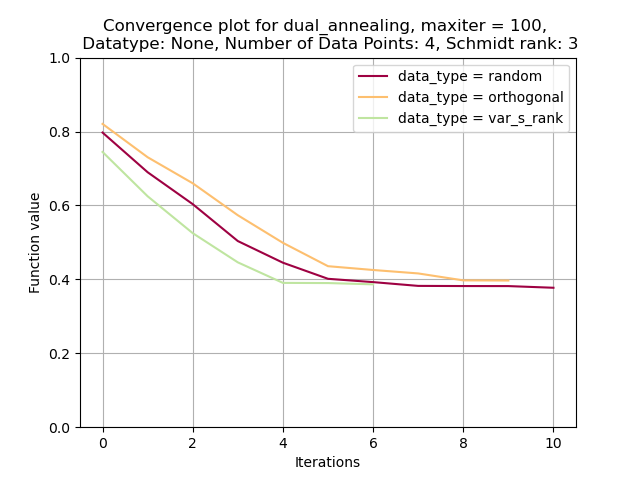 Convergence plot for dual_annealing, maxiter = 100,
Datatype: None, Number of Data Points: 4, Schmidt rank: 3
1.0
0.8
0.6
0.4
0.2
0.0
Function value
data_type = random
data_type = orthogonal
data_type = var_s_rank
0 2 4 6 8 10
Iterations